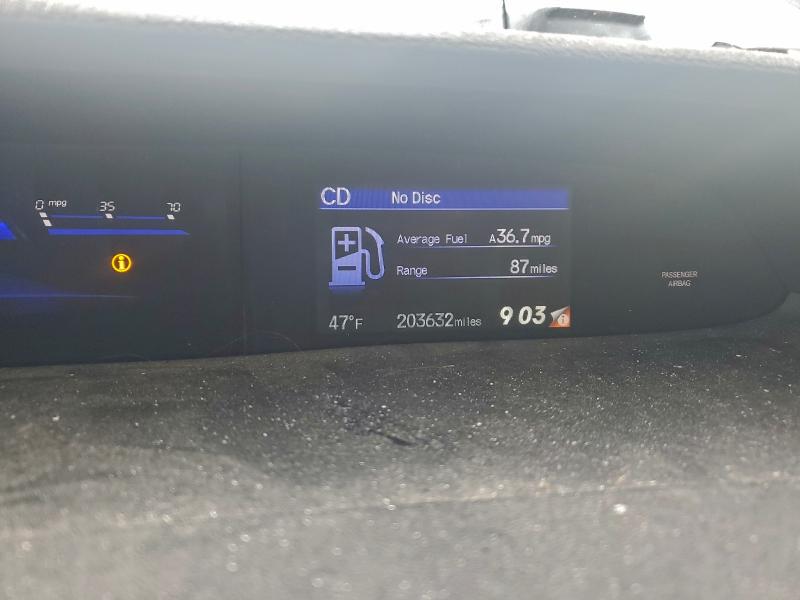 0 mpg 35 70
CD No Disc
Average Fuel A36.7mpg
Range 87miles
47°F 203632miles 9 03
PASSENGER
AIRBAG